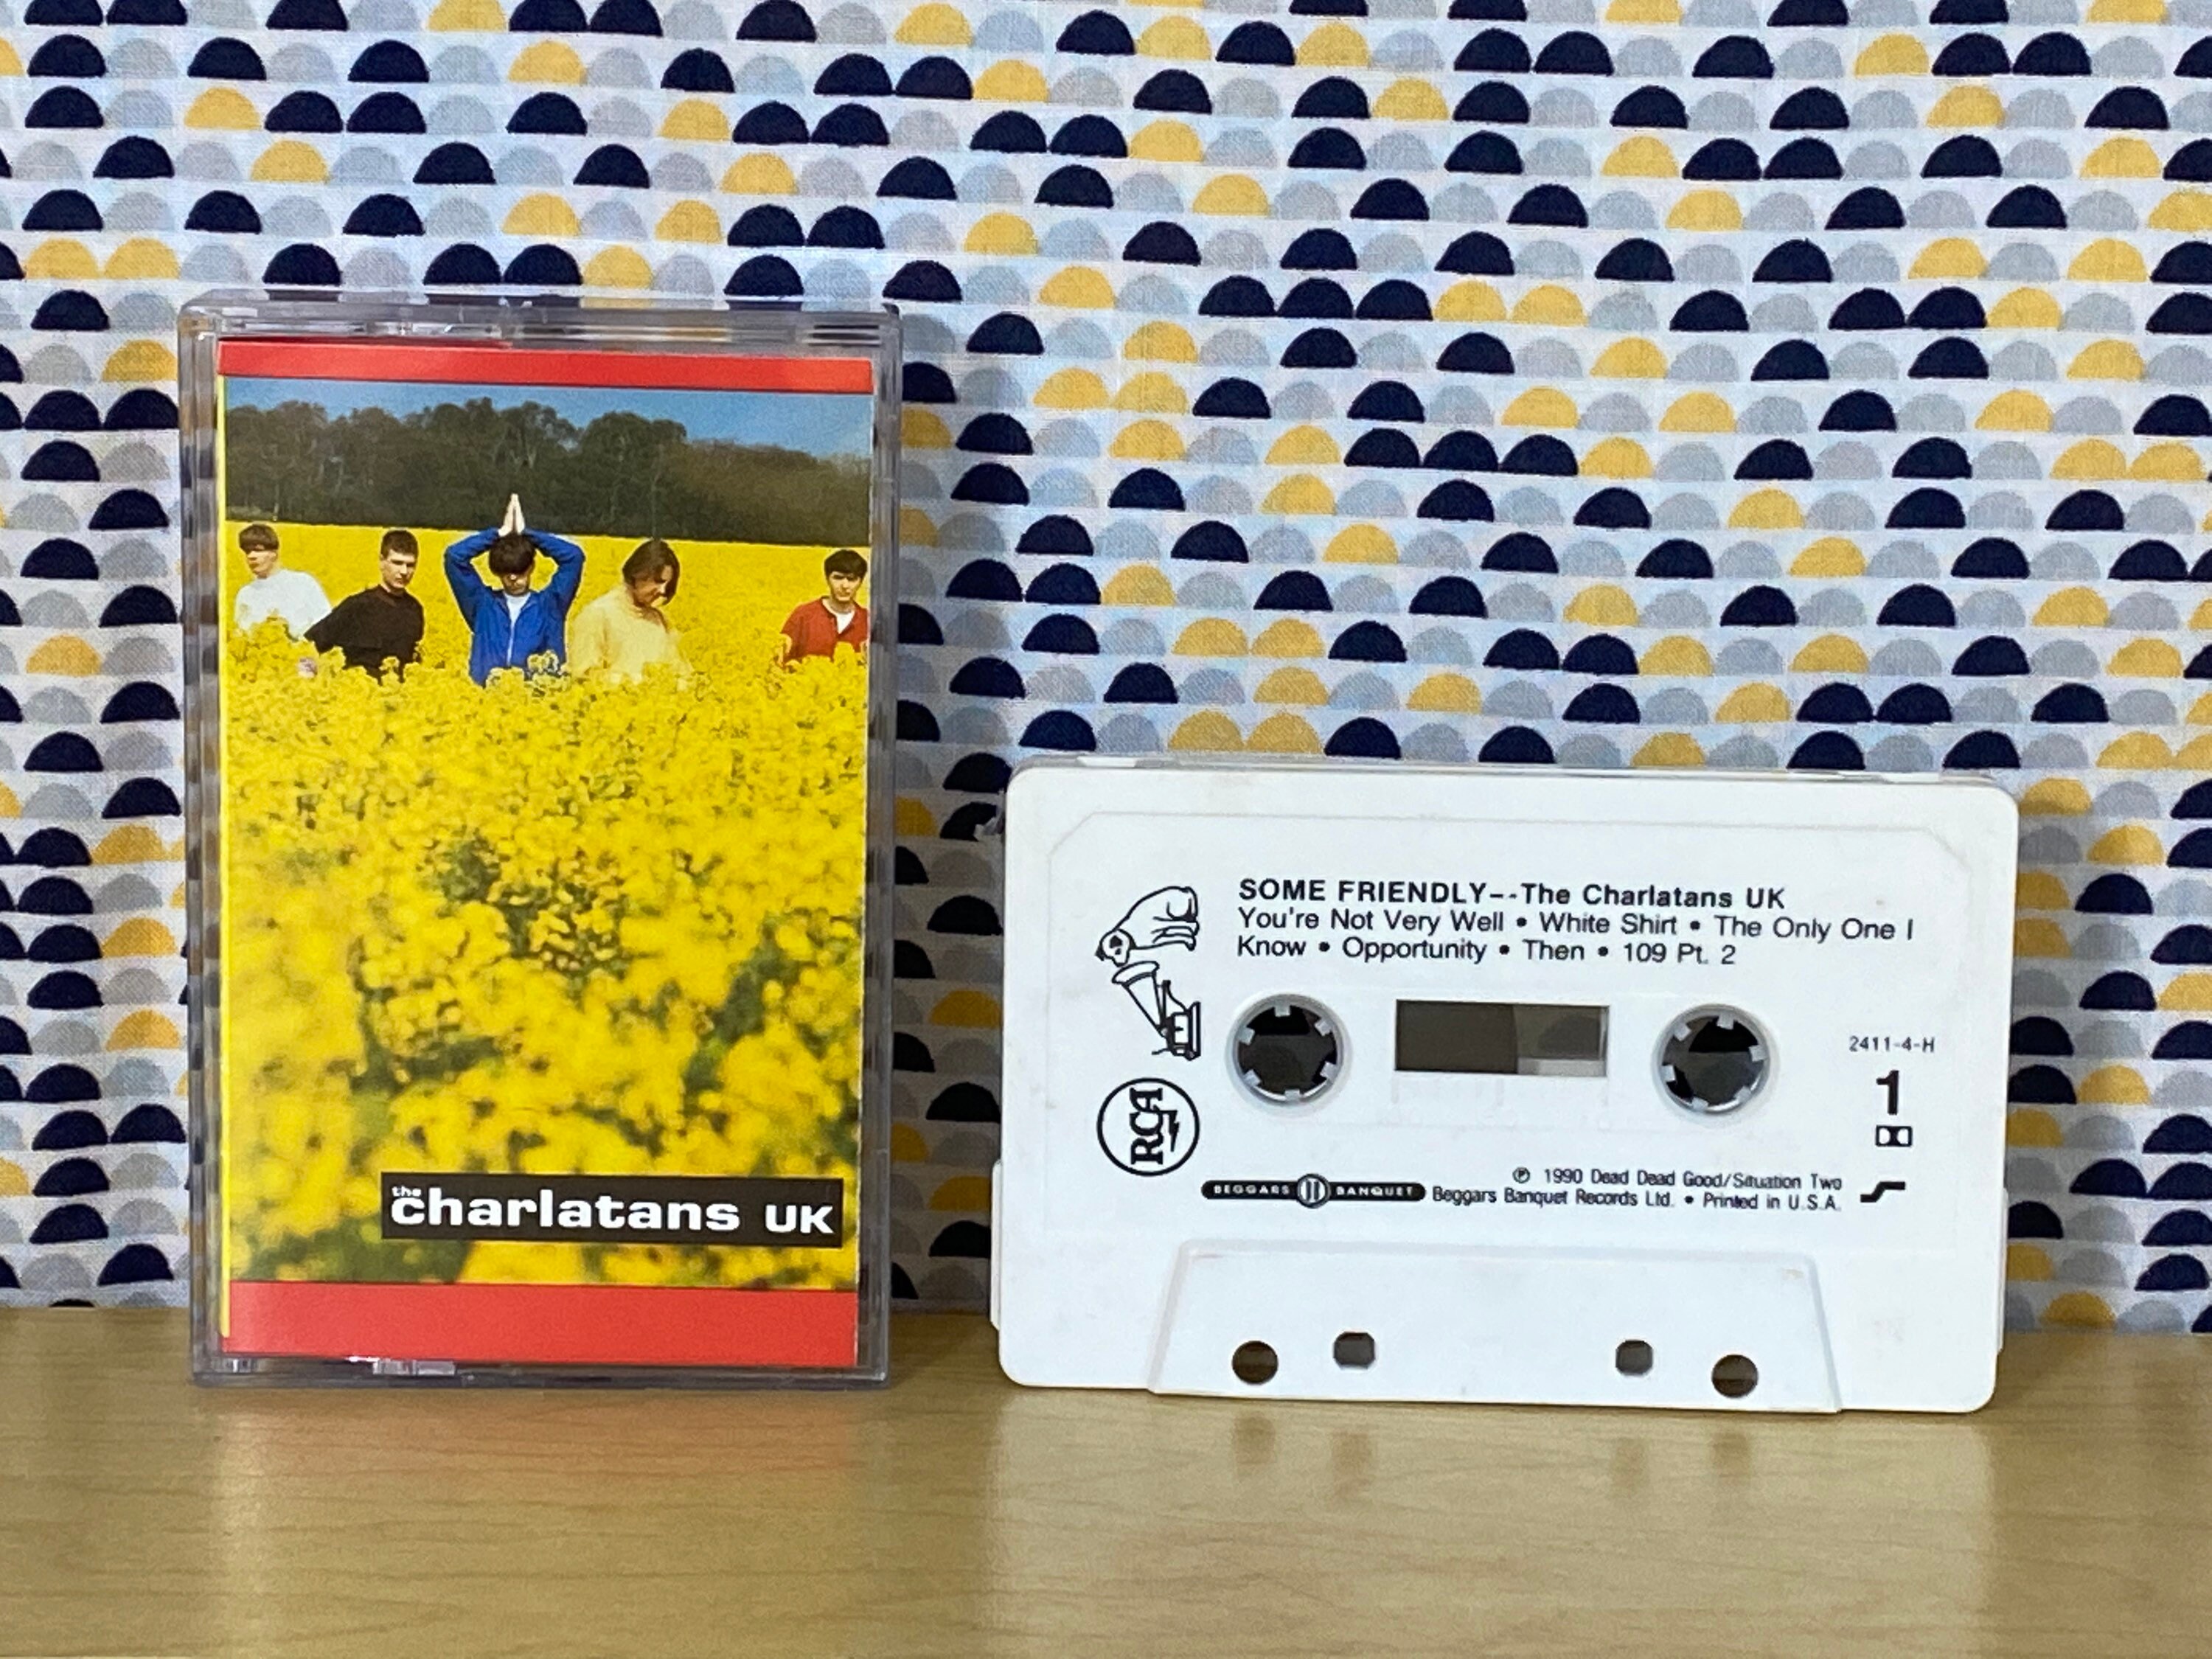 the
charlatans UK
SOME FRIENDLY--The Charlatans UK
You're Not Very Well • White Shirt • The Only One I
Know • Opportunity • Then • 109 Pt. 2
2411-4-H
1
RCA
BEGGARS BANQUET
℗ 1990 Dead Dead Good/Situation Two
Beggars Banquet Records Ltd. • Printed in U.S.A.